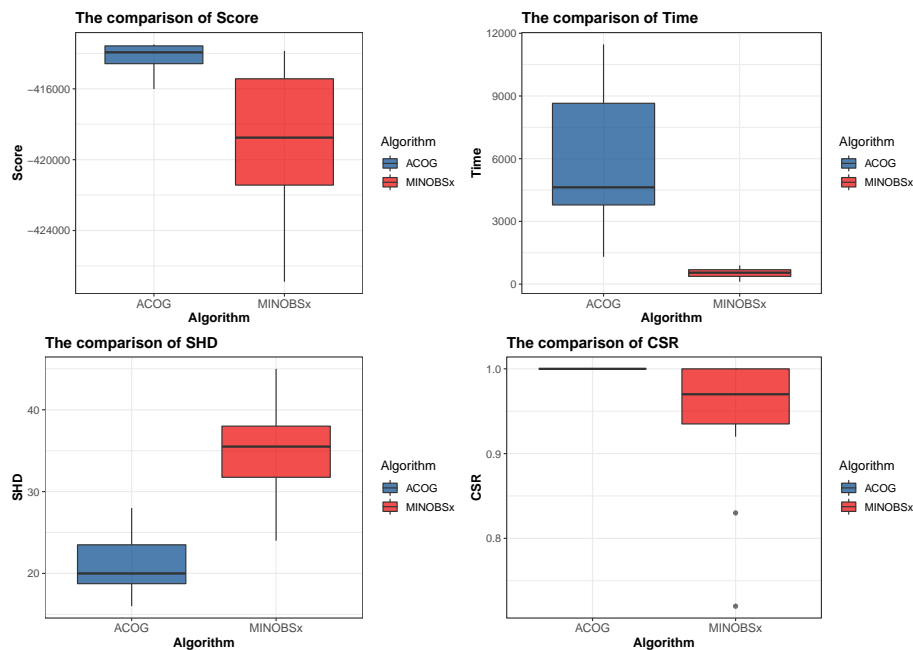 The comparison of Score
−416000
−420000
−424000
Score
ACOG
MINOBSx
Algorithm
Algorithm
ACOG
MINOBSx
The comparison of Time
12000
9000
6000
3000
0
Time
ACOG
MINOBSx
Algorithm
Algorithm
ACOG
MINOBSx
The comparison of SHD
40
30
20
SHD
ACOG
MINOBSx
Algorithm
Algorithm
ACOG
MINOBSx
The comparison of CSR
1.0
0.9
0.8
CSR
ACOG
MINOBSx
Algorithm
Algorithm
ACOG
MINOBSx